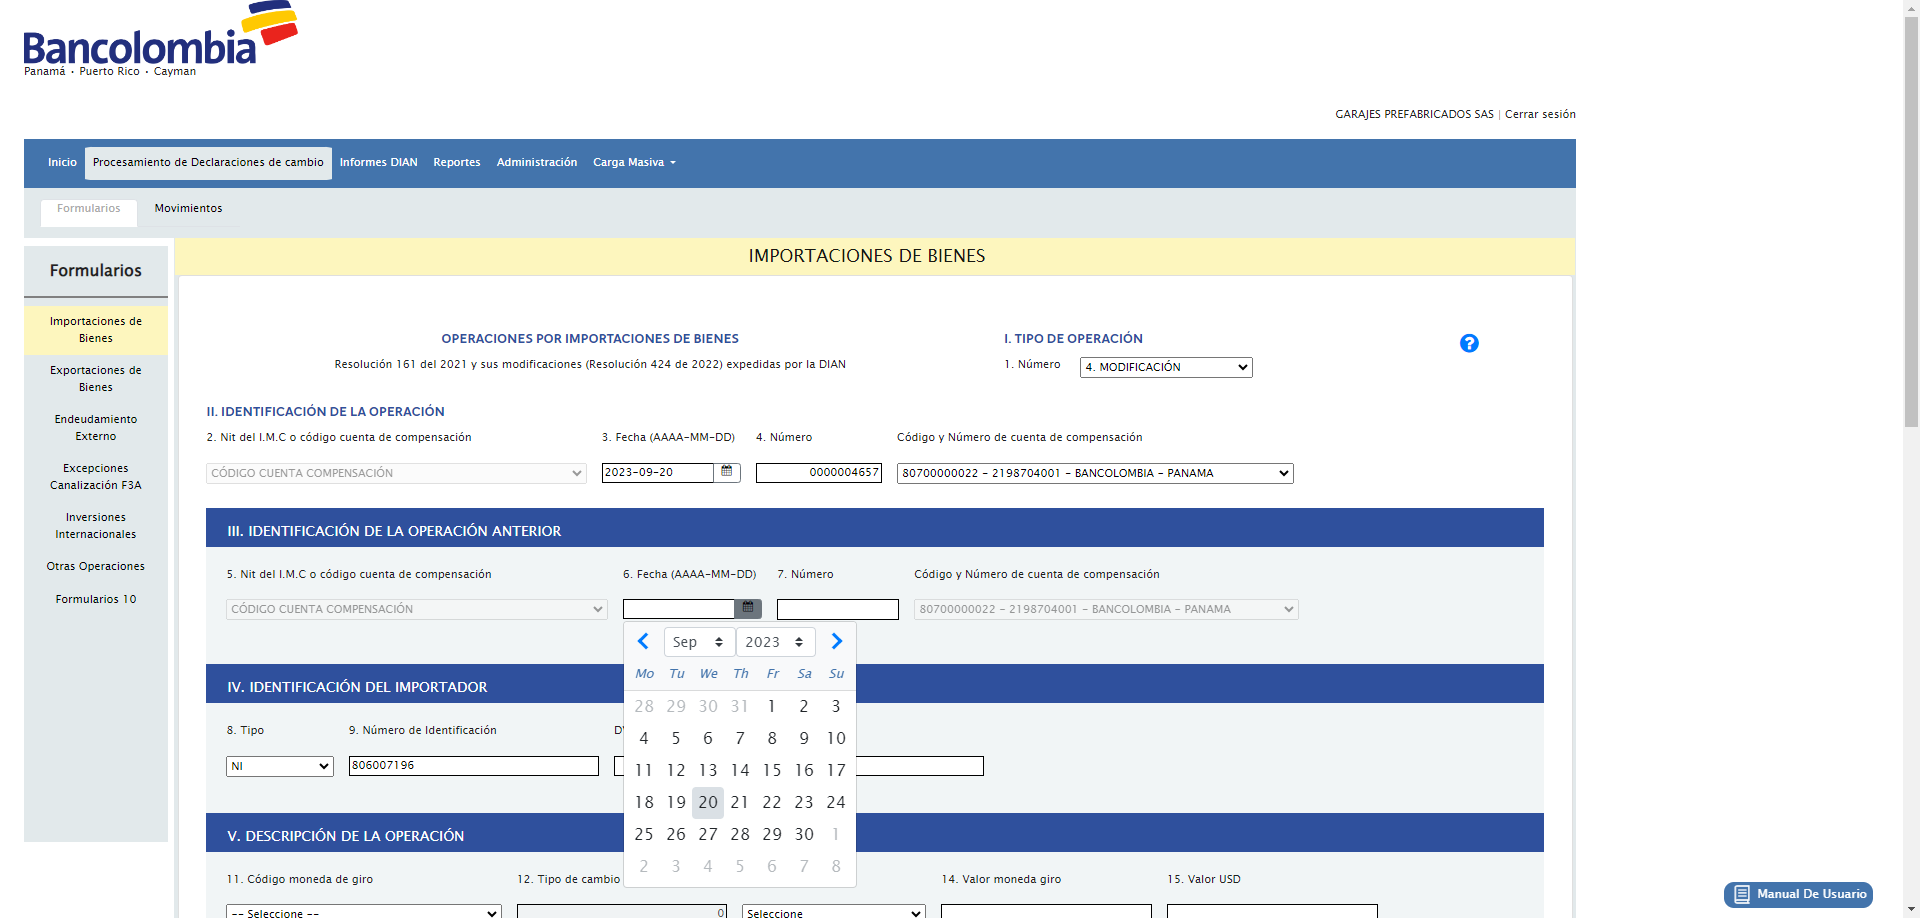 Bancolombia
Panamá • Puerto Rico • Cayman
GARAJES PREFABRICADOS SAS | Cerrar sesión
Inicio Procesamiento de Declaraciones de cambio Informes DIAN Reportes Administración Carga Masiva
Formularios Movimientos
Formularios
Importaciones de
Bienes
Exportaciones de
Bienes
Endeudamiento
Externo
Excepciones
Canalización F3A
Inversiones
Internacionales
Otras Operaciones
Formularios 10
IMPORTACIONES DE BIENES
OPERACIONES POR IMPORTACIONES DE BIENES
Resolución 161 del 2021 y sus modificaciones (Resolución 424 de 2022) expedidas por la DIAN
I. TIPO DE OPERACIÓN
1. Número 4. MODIFICACIÓN
?
II. IDENTIFICACIÓN DE LA OPERACIÓN
2. Nit del I.M.C o código cuenta de compensación 3. Fecha (AAAA-MM-DD) 4. Número Código y Número de cuenta de compensación
CÓDIGO CUENTA COMPENSACIÓN 2023-09-20 0000004657 80700000022 - 2198704001 - BANCOLOMBIA - PANAMA
III. IDENTIFICACIÓN DE LA OPERACIÓN ANTERIOR
5. Nit del I.M.C o código cuenta de compensación 6. Fecha (AAAA-MM-DD) 7. Número Código y Número de cuenta de compensación
CÓDIGO CUENTA COMPENSACIÓN 80700000022 - 2198704001 - BANCOLOMBIA - PANAMA
Sep 2023
Mo Tu We Th Fr Sa Su
28 29 30 31 1 2 3
4 5 6 7 8 9 10
11 12 13 14 15 16 17
18 19 20 21 22 23 24
25 26 27 28 29 30 1
2 3 4 5 6 7 8
IV. IDENTIFICACIÓN DEL IMPORTADOR
8. Tipo 9. Número de Identificación
NI 806007196
V. DESCRIPCIÓN DE LA OPERACIÓN
11. Código moneda de giro 12. Tipo de cambio 14. Valor moneda giro 15. Valor USD
-- Seleccione -- 0 Seleccione
Manual De Usuario